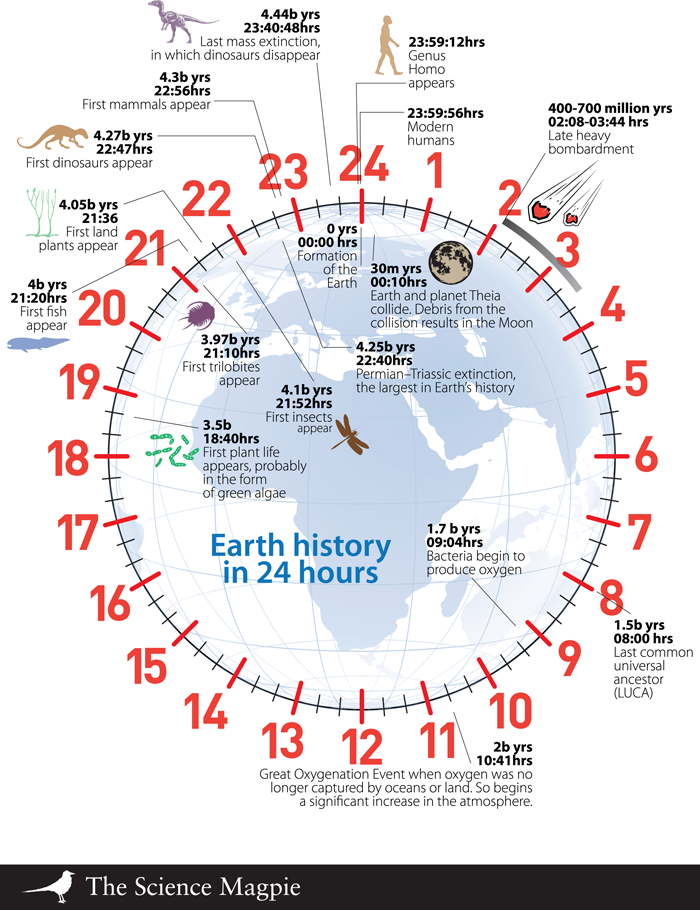 4.44b yrs
23:40:48hrs
Last mass extinction,
in which dinosaurs disappear
23:59:12hrs
Genus
Homo
appears
4.3b yrs
22:56hrs
First mammals appear
23:59:56hrs
Modern
humans
400-700 million yrs
02:08-03:44 hrs
Late heavy
bombardment
4.27b yrs
22:47hrs
First dinosaurs appear
4.05b yrs
21:36
First land
plants appear
4b yrs
21:20hrs
First fish
appear
24
1
2
3
4
5
6
7
8
9
10
11
12
13
14
15
16
17
18
19
20
21
22
23
0 yrs
00:00 hrs
Formation
of the
Earth
30m yrs
00:10hrs
Earth and planet Theia
collide. Debris from the
collision results in the Moon
3.97b yrs
21:10hrs
First trilobites
appear
4.25b yrs
22:40hrs
Permian–Triassic extinction,
the largest in Earth's history
4.1b yrs
21:52hrs
First insects
appear
3.5b
18:40hrs
First plant life
appears, probably
in the form
of green algae
Earth history
in 24 hours
1.7 b yrs
09:04hrs
Bacteria begin to
produce oxygen
1.5b yrs
08:00 hrs
Last common
universal
ancestor
(LUCA)
2b yrs
10:41hrs
Great Oxygenation Event when oxygen was no
longer captured by oceans or land. So begins
a significant increase in the atmosphere.
The Science Magpie